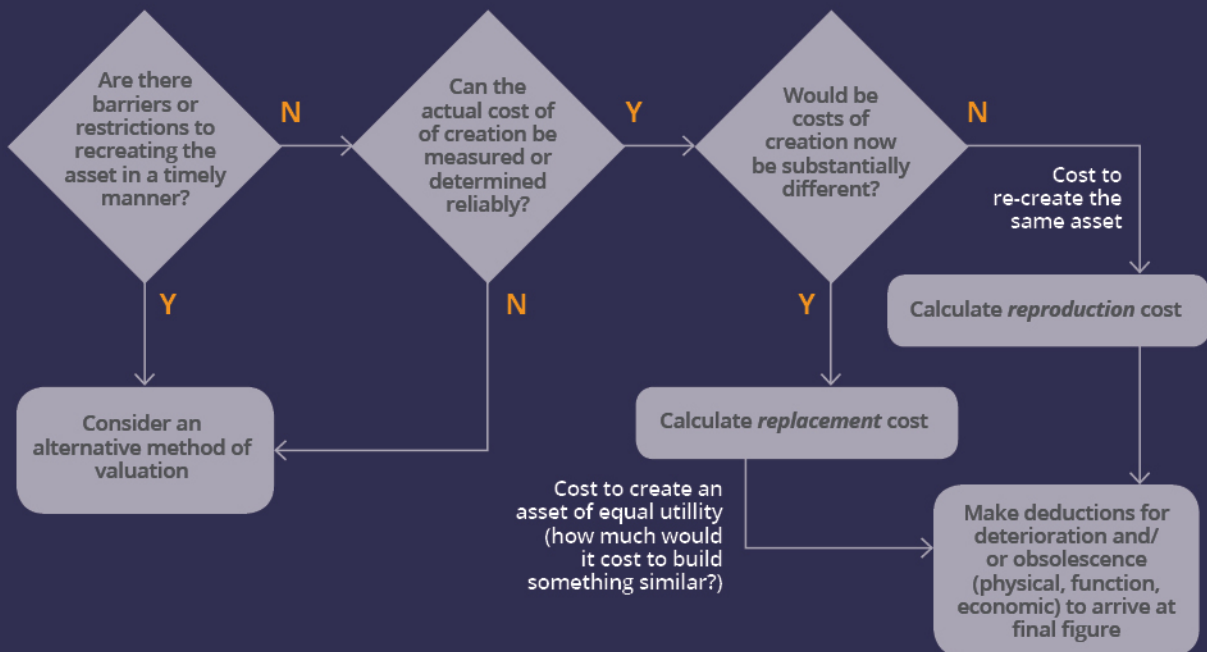 Are there
barriers or
restrictions to
recreating the
asset in a timely
manner?
N
Y
Can the
actual cost of
of creation be
measured or
determined
reliably?
Y
N
Would be
costs of
creation now
be substantially
different?
N
Y
Cost to
re-create the
same asset
Calculate reproduction cost
Consider an
alternative method of
valuation
Calculate replacement cost
Cost to create an
asset of equal utillity
(how much would
it cost to build
something similar?)
Make deductions for
deterioration and/
or obsolescence
(physical, function,
economic) to arrive at
final figure